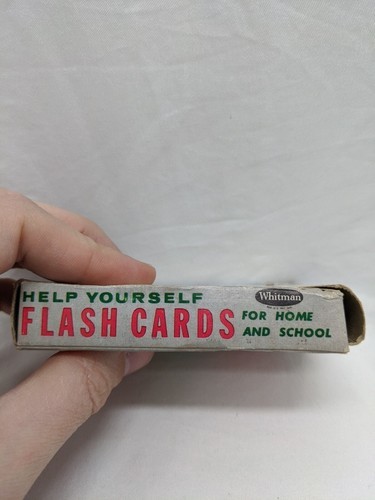 HELP YOURSELF
FLASH CARDS
FOR HOME
AND SCHOOL
Whitman